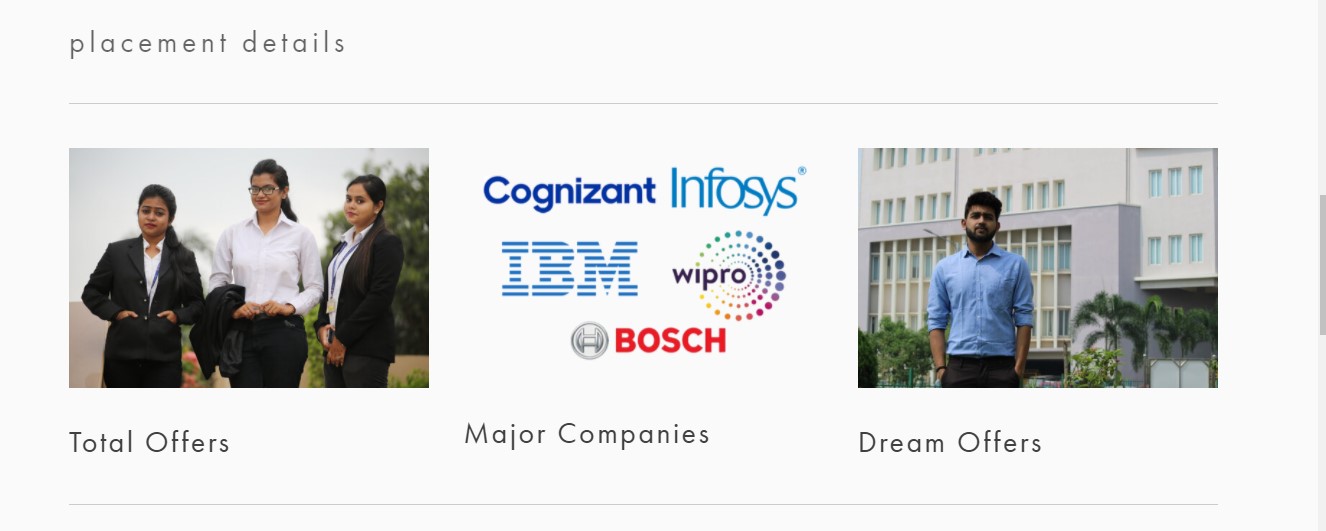 placement details
Cognizant Infosys®
IBM wipro
BOSCH
Total Offers
Major Companies
Dream Offers